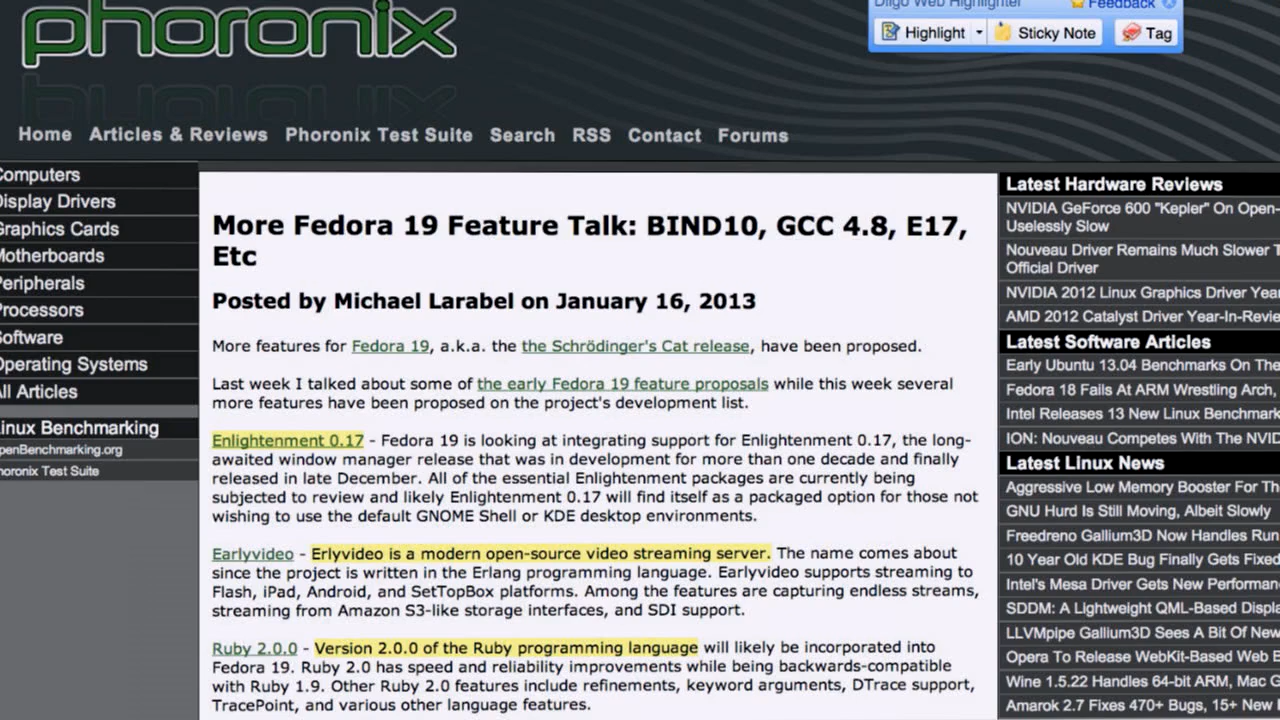 phoronix
Diigo Web Highlighter
Feedback
Highlight
Sticky Note
Tag
Home Articles & Reviews Phoronix Test Suite Search RSS Contact Forums
Computers
Display Drivers
Graphics Cards
Motherboards
Peripherals
Processors
Software
Operating Systems
All Articles
Linux Benchmarking
OpenBenchmarking.org
Phoronix Test Suite
More Fedora 19 Feature Talk: BIND10, GCC 4.8, E17,
Etc
Posted by Michael Larabel on January 16, 2013
More features for Fedora 19, a.k.a. the the Schrödinger's Cat release, have been proposed.
Last week I talked about some of the early Fedora 19 feature proposals while this week several
more features have been proposed on the project's development list.
Enlightenment 0.17 - Fedora 19 is looking at integrating support for Enlightenment 0.17, the long-
awaited window manager release that was in development for more than one decade and finally
released in late December. All of the essential Enlightenment packages are currently being
subjected to review and likely Enlightenment 0.17 will find itself as a packaged option for those not
wishing to use the default GNOME Shell or KDE desktop environments.
Earlyvideo - Erlyvideo is a modern open-source video streaming server. The name comes about
since the project is written in the Erlang programming language. Earlyvideo supports streaming to
Flash, iPad, Android, and SetTopBox platforms. Among the features are capturing endless streams,
streaming from Amazon S3-like storage interfaces, and SDI support.
Ruby 2.0.0 - Version 2.0.0 of the Ruby programming language will likely be incorporated into
Fedora 19. Ruby 2.0 has speed and reliability improvements while being backwards-compatible
with Ruby 1.9. Other Ruby 2.0 features include refinements, keyword arguments, DTrace support,
TracePoint, and various other language features.
Latest Hardware Reviews
NVIDIA GeForce 600 "Kepler" On Open-
Uselessly Slow
Nouveau Driver Remains Much Slower T
Official Driver
NVIDIA 2012 Linux Graphics Driver Year
AMD 2012 Catalyst Driver Year-In-Revie
Latest Software Articles
Early Ubuntu 13.04 Benchmarks On The
Fedora 18 Fails At ARM Wrestling Arch,
Intel Releases 13 New Linux Benchmark
ION: Nouveau Competes With The NVID
Latest Linux News
Aggressive Low Memory Booster For The
GNU Hurd Is Still Moving, Albeit Slowly
Freedreno Gallium3D Now Handles Run
10 Year Old KDE Bug Finally Gets Fixed
Intel's Mesa Driver Gets New Performan
SDDM: A Lightweight QML-Based Displa
LLVMpipe Gallium3D Sees A Bit Of New
Opera To Release WebKit-Based Web B
Wine 1.5.22 Handles 64-bit ARM, Mac G
Amarok 2.7 Fixes 470+ Bugs, 15+ New